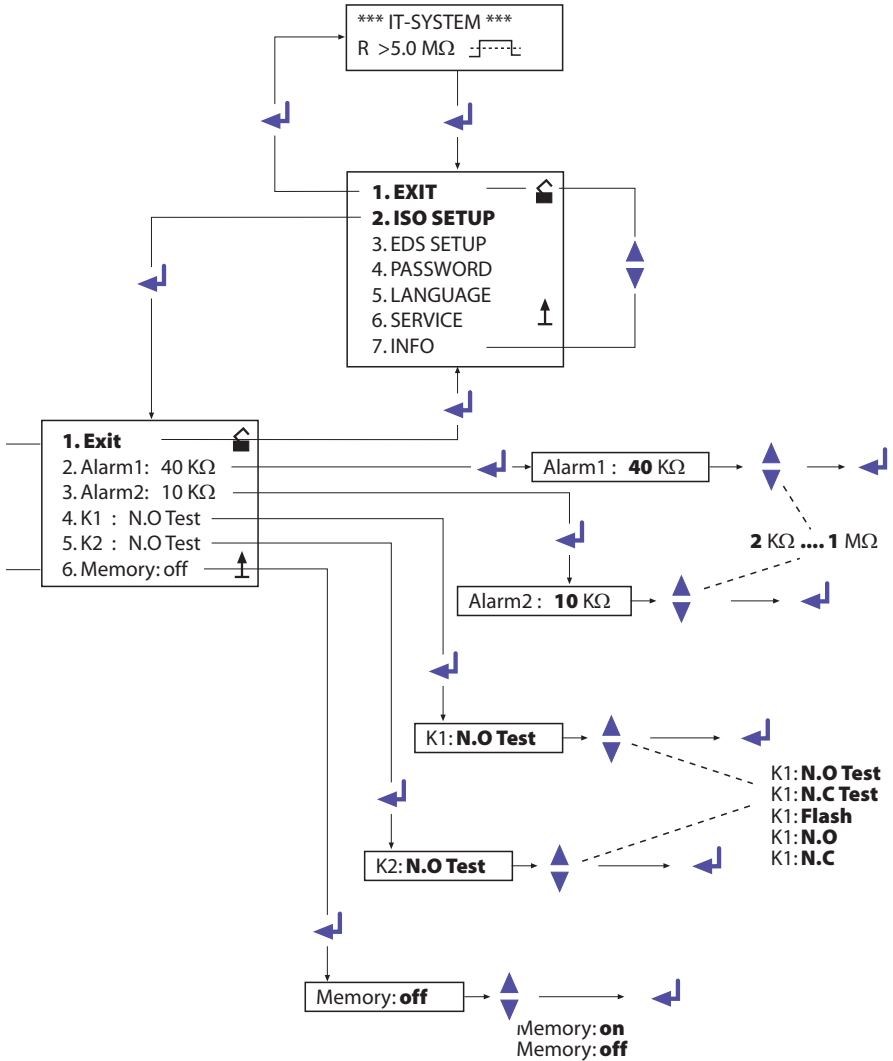 *** IT-SYSTEM ***
R >5.0 MΩ
1. EXIT
2. ISO SETUP
3. EDS SETUP
4. PASSWORD
5. LANGUAGE
6. SERVICE
7. INFO
1. Exit
2. Alarm1: 40 KΩ
3. Alarm2: 10 KΩ
4. K1 : N.O Test
5. K2 : N.O Test
6. Memory: off
Alarm1 : 40 KΩ
2 KΩ .... 1 MΩ
Alarm2 : 10 KΩ
K1: N.O Test
K1: N.O Test
K1: N.C Test
K1: Flash
K1: N.O
K1: N.C
K2: N.O Test
Memory: off
Memory: on
Memory: off